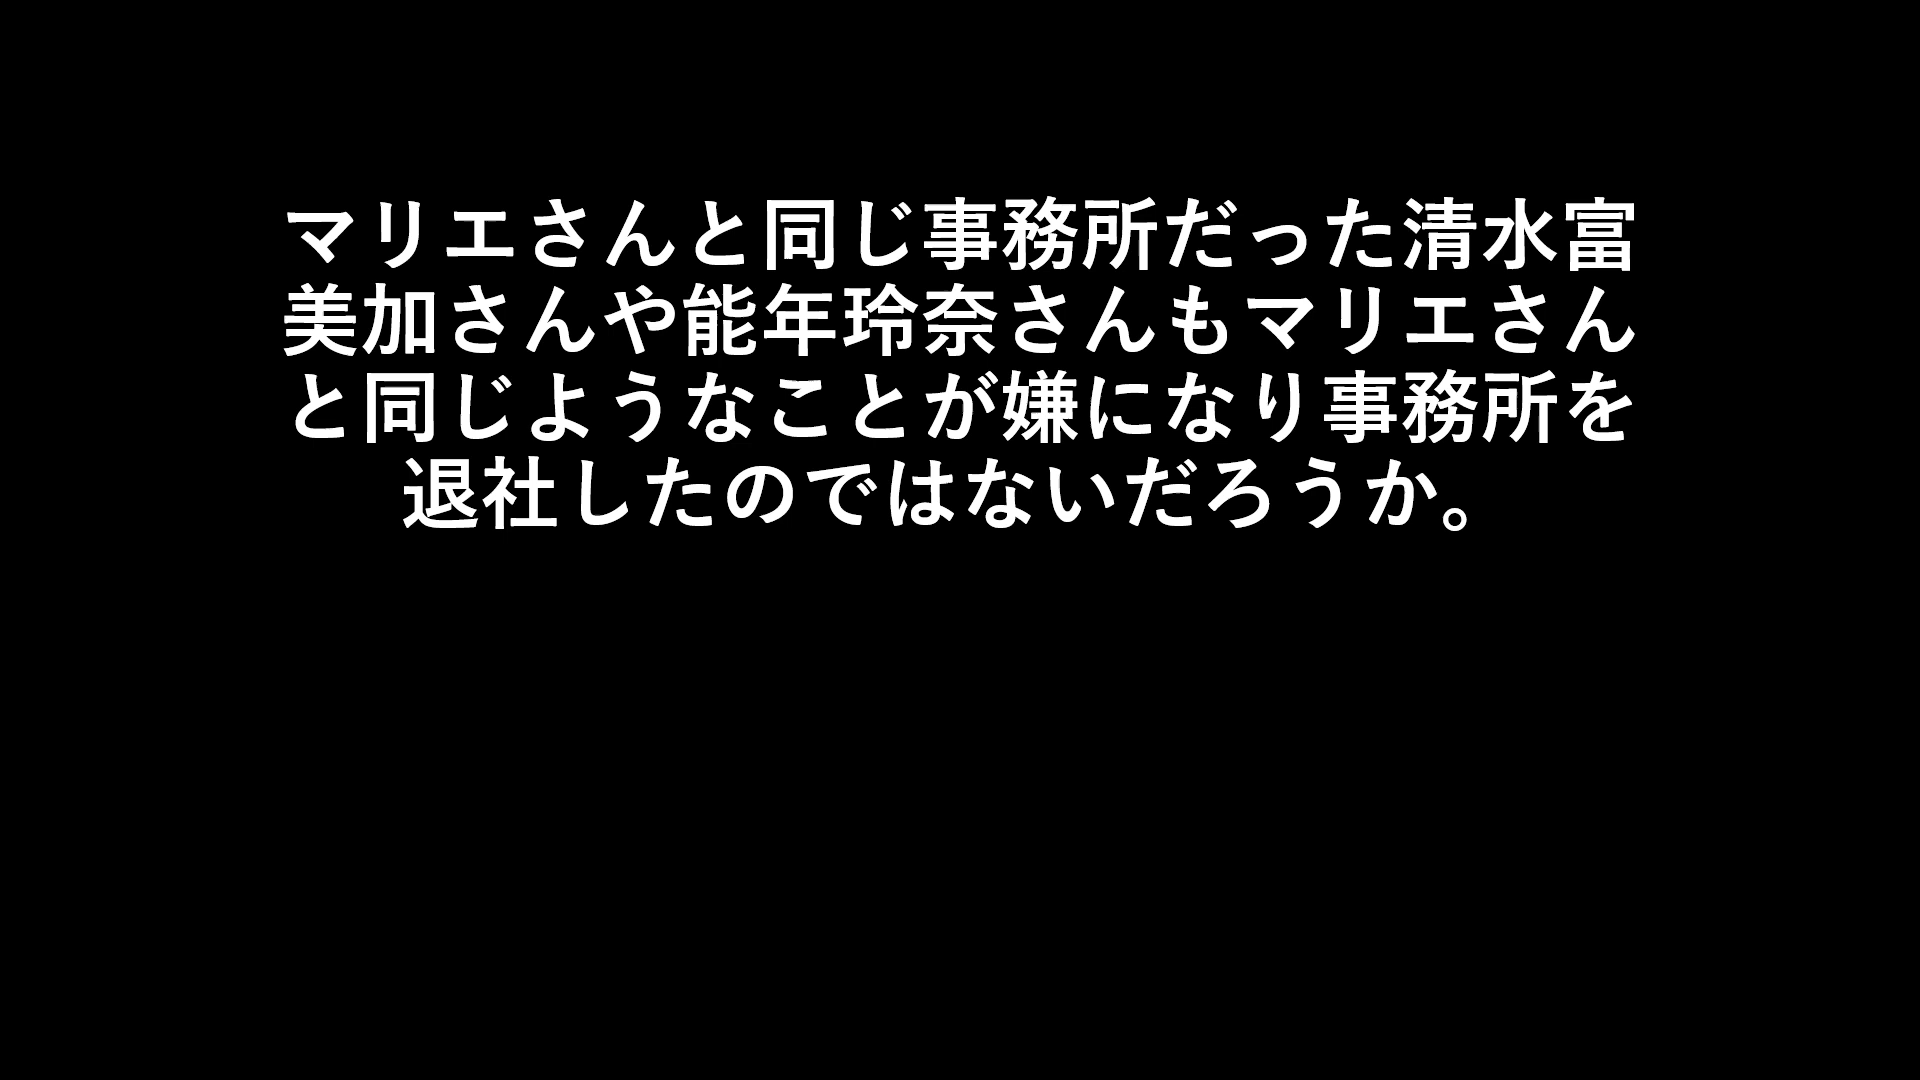 マリエさんと同じ事務所だった清水富
美加さんや能年玲奈さんもマリエさん
と同じようなことが嫌になり事務所を
退社したのではないだろうか。